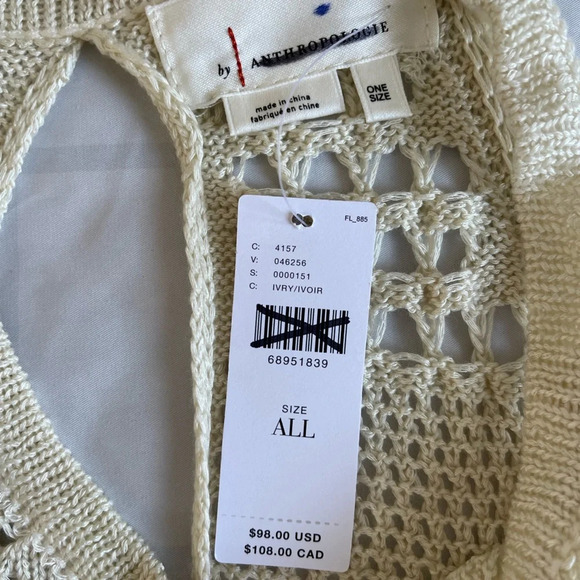 by ANTHROPOLOGIE
made in china
fabriqué en chine
ONE
SIZE
FL_885
C: 4157
V: 046256
S: 0000151
C: IVRY/IVOIR
68951839
SIZE
ALL
$98.00 USD
$108.00 CAD